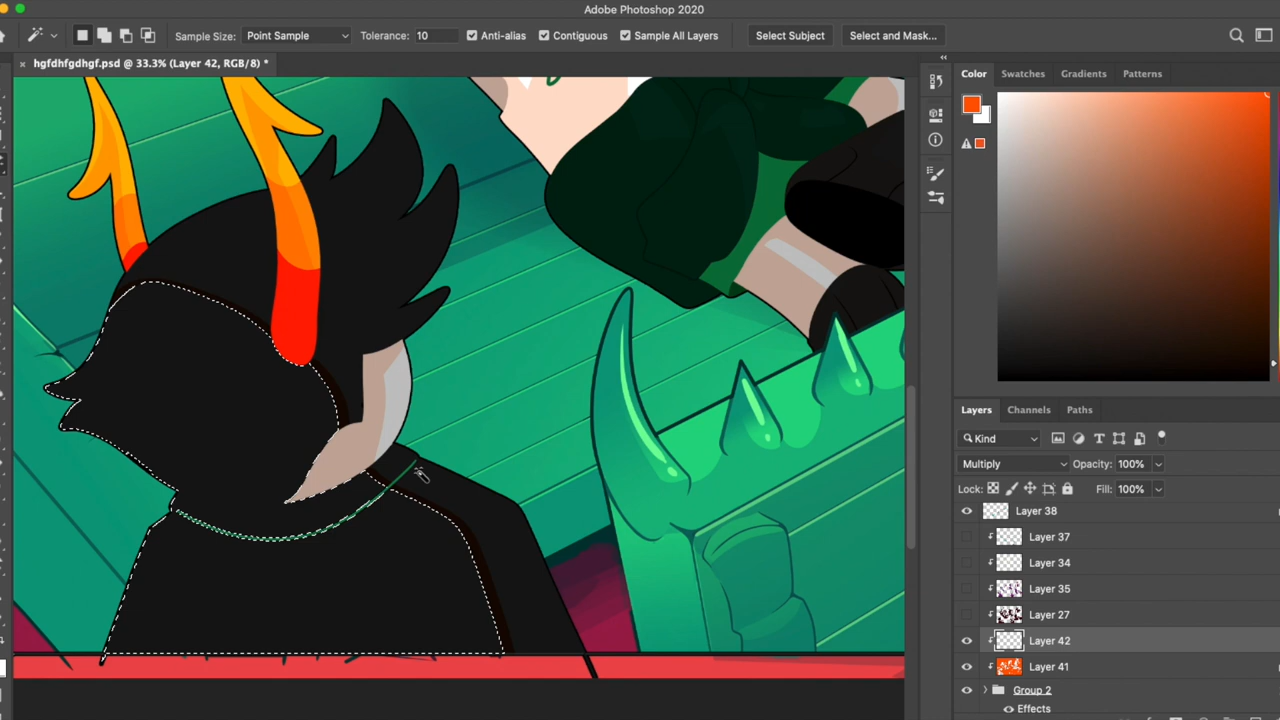 Adobe Photoshop 2020
Sample Size: Point Sample Tolerance: 10 Anti-alias Contiguous Sample All Layers Select Subject Select and Mask...
hgfdhfgdhgf.psd @ 33.3% (Layer 42, RGB/8) *
Color Swatches Gradients Patterns
Layers Channels Paths
Kind
Multiply Opacity: 100%
Lock: Fill: 100%
Layer 38
Layer 37
Layer 34
Layer 35
Layer 27
Layer 42
Layer 41
Group 2
Effects